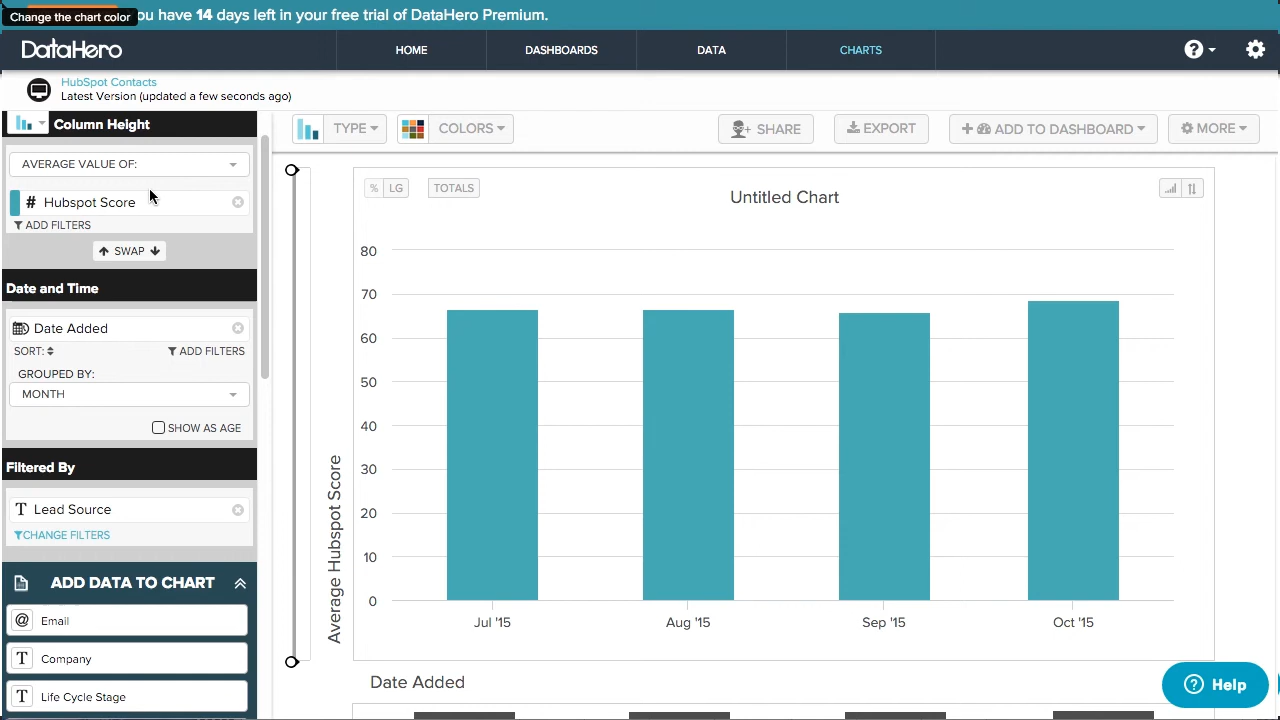 Change the chart color
ou have 14 days left in your free trial of DataHero Premium.
DataHero
HOME
DASHBOARDS
DATA
CHARTS
HubSpot Contacts
Latest Version (updated a few seconds ago)
Column Height
TYPE
COLORS
SHARE
EXPORT
ADD TO DASHBOARD
MORE
AVERAGE VALUE OF:
# Hubspot Score
ADD FILTERS
SWAP
Date and Time
Date Added
SORT:
ADD FILTERS
GROUPED BY:
MONTH
SHOW AS AGE
Filtered By
T Lead Source
CHANGE FILTERS
ADD DATA TO CHART
@ Email
T Company
T Life Cycle Stage
% LG
TOTALS
Untitled Chart
80
70
60
50
40
30
20
10
0
Average Hubspot Score
Jul '15
Aug '15
Sep '15
Oct '15
Date Added
Help